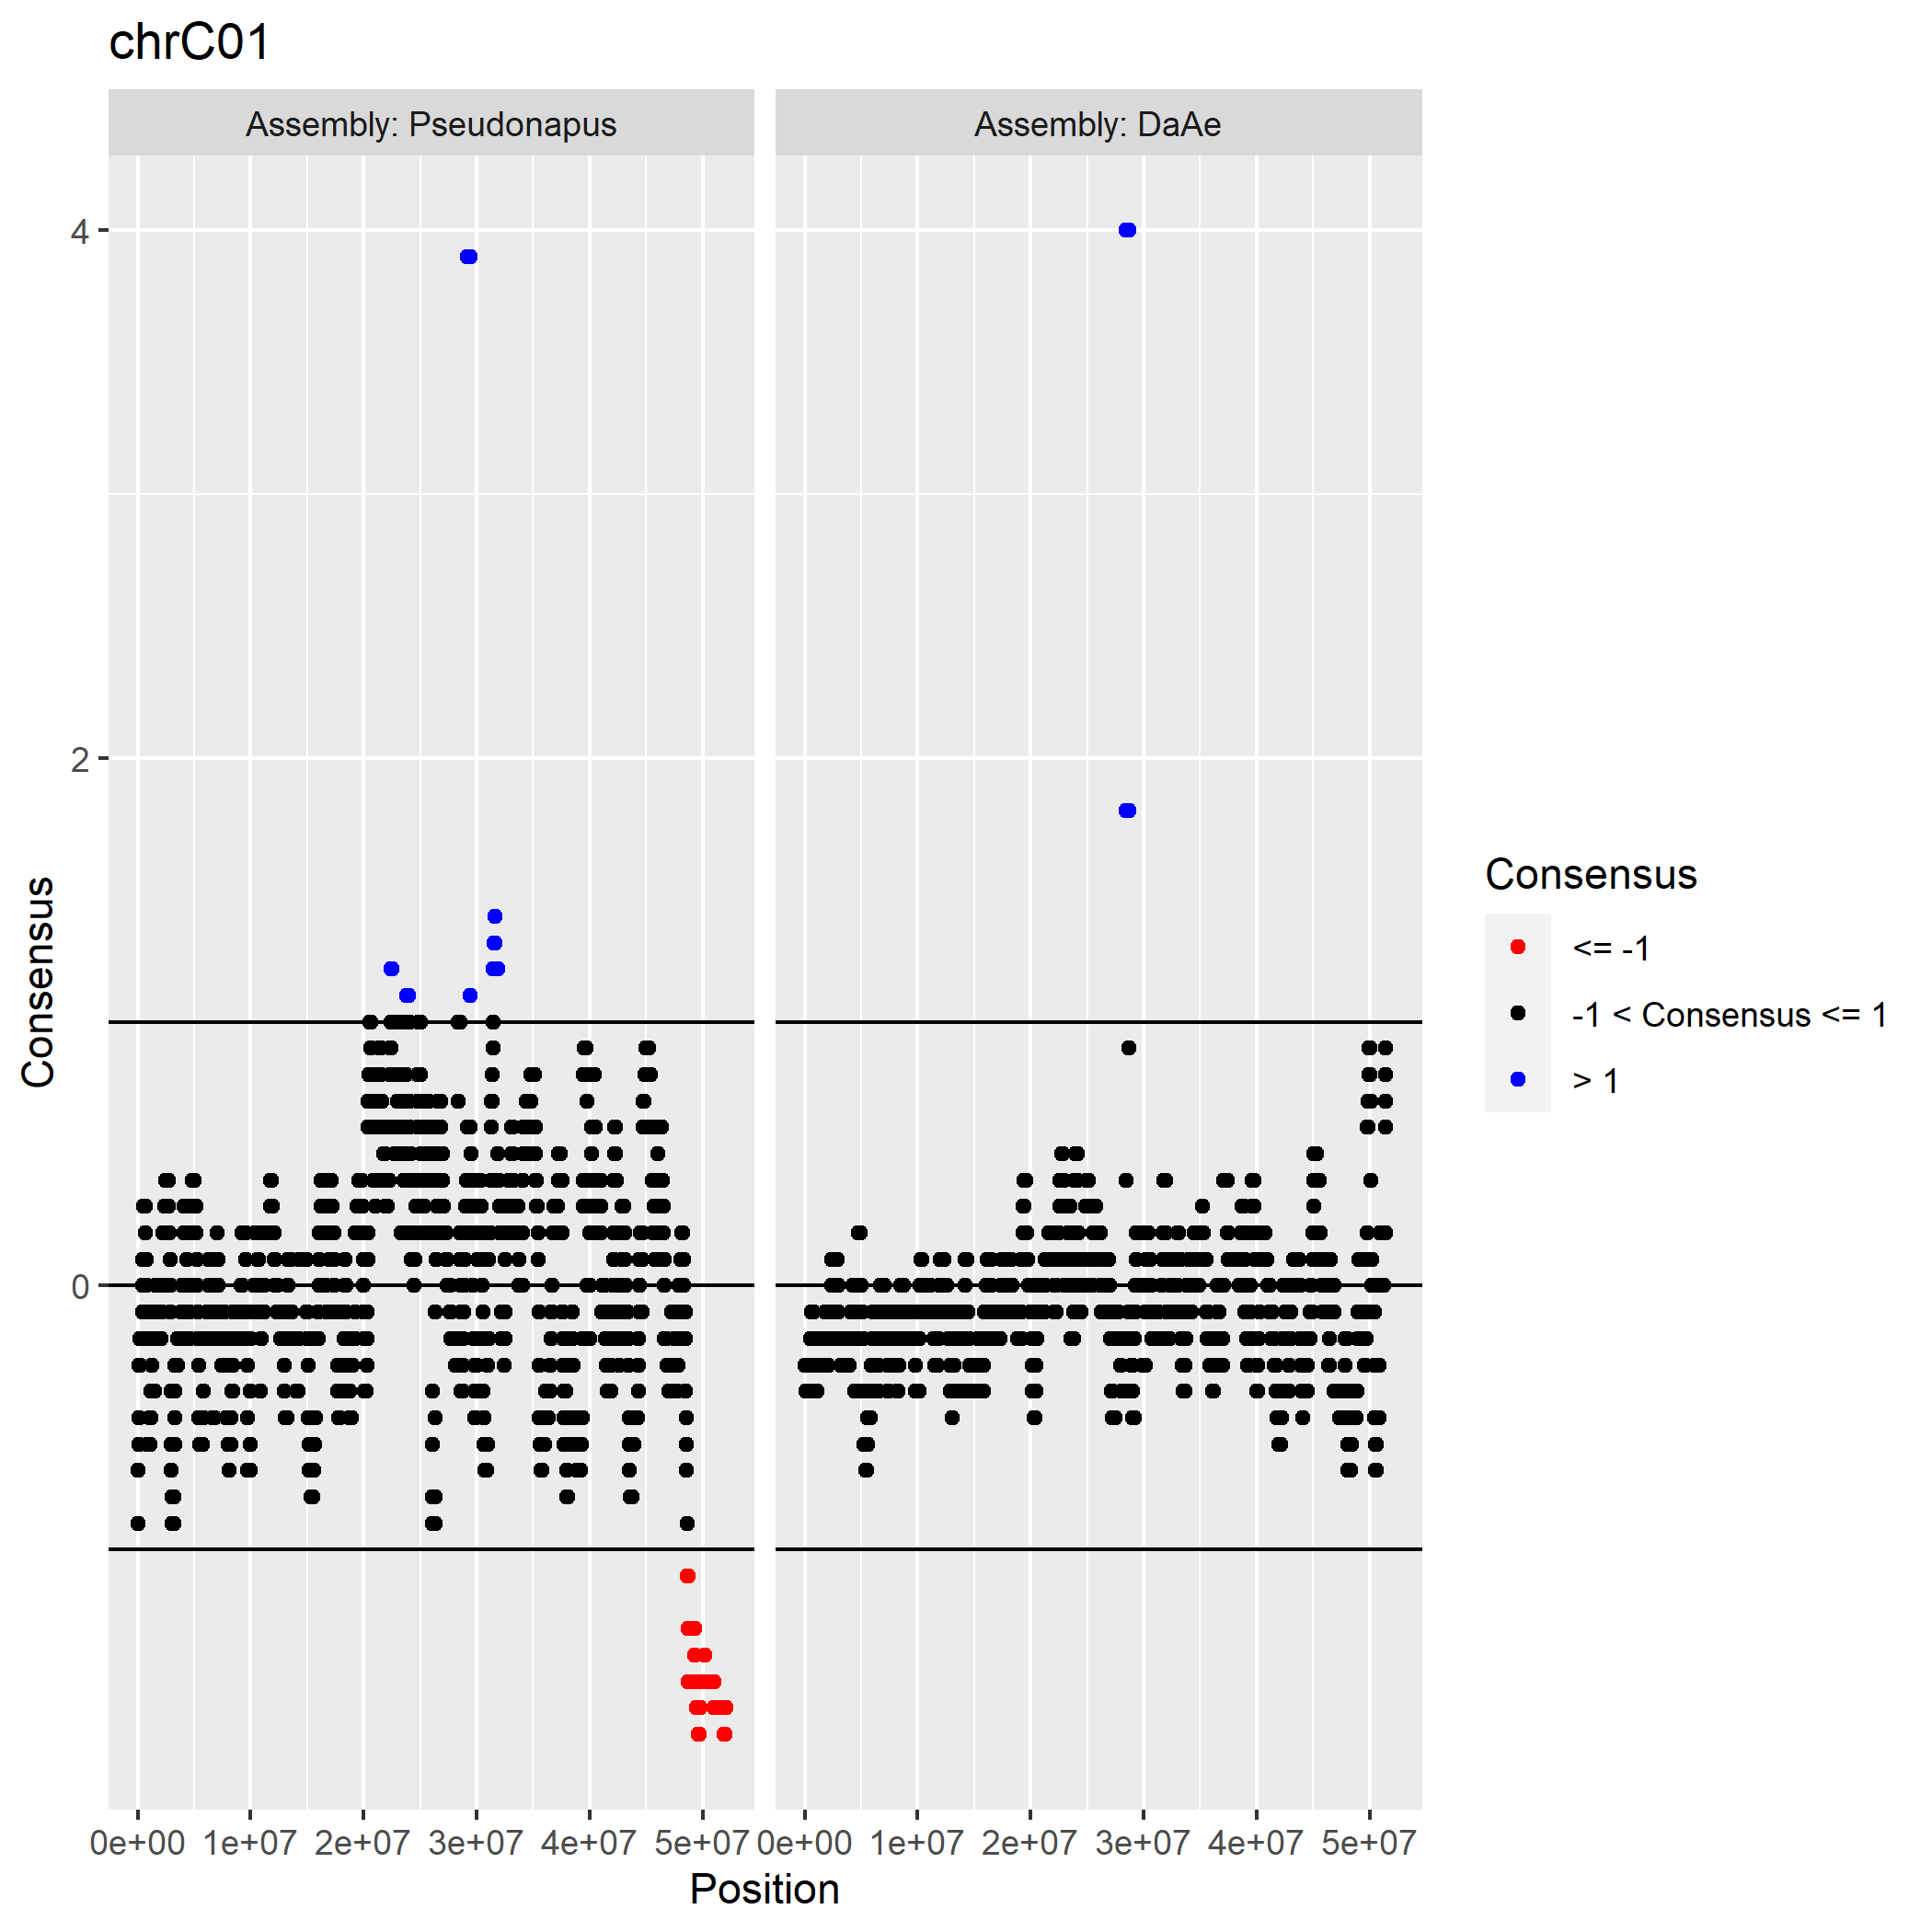 chrC01
Assembly: Pseudonapus
Assembly: DaAe
4
2
0
Consensus
0e+00 1e+07 2e+07 3e+07 4e+07 5e+07 0e+00 1e+07 2e+07 3e+07 4e+07 5e+07
Position
Consensus
<= -1
-1 < Consensus <= 1
> 1